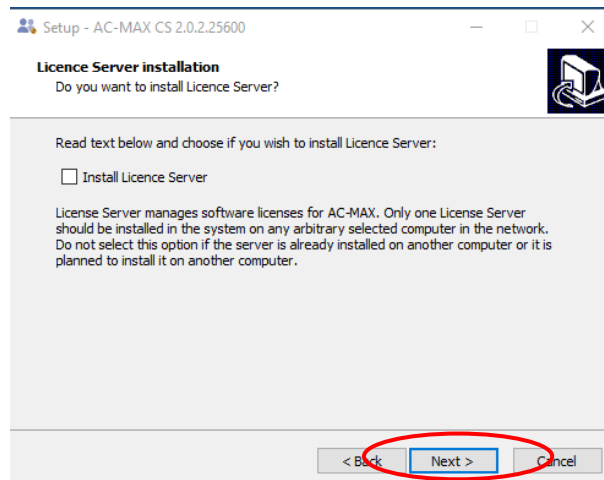 Setup - AC-MAX CS 2.0.2.25600
Licence Server installation
Do you want to install Licence Server?
Read text below and choose if you wish to install Licence Server:
Install Licence Server
License Server manages software licenses for AC-MAX. Only one License Server
should be installed in the system on any arbitrary selected computer in the network.
Do not select this option if the server is already installed on another computer or it is
planned to install it on another computer.
< Back Next > Cancel